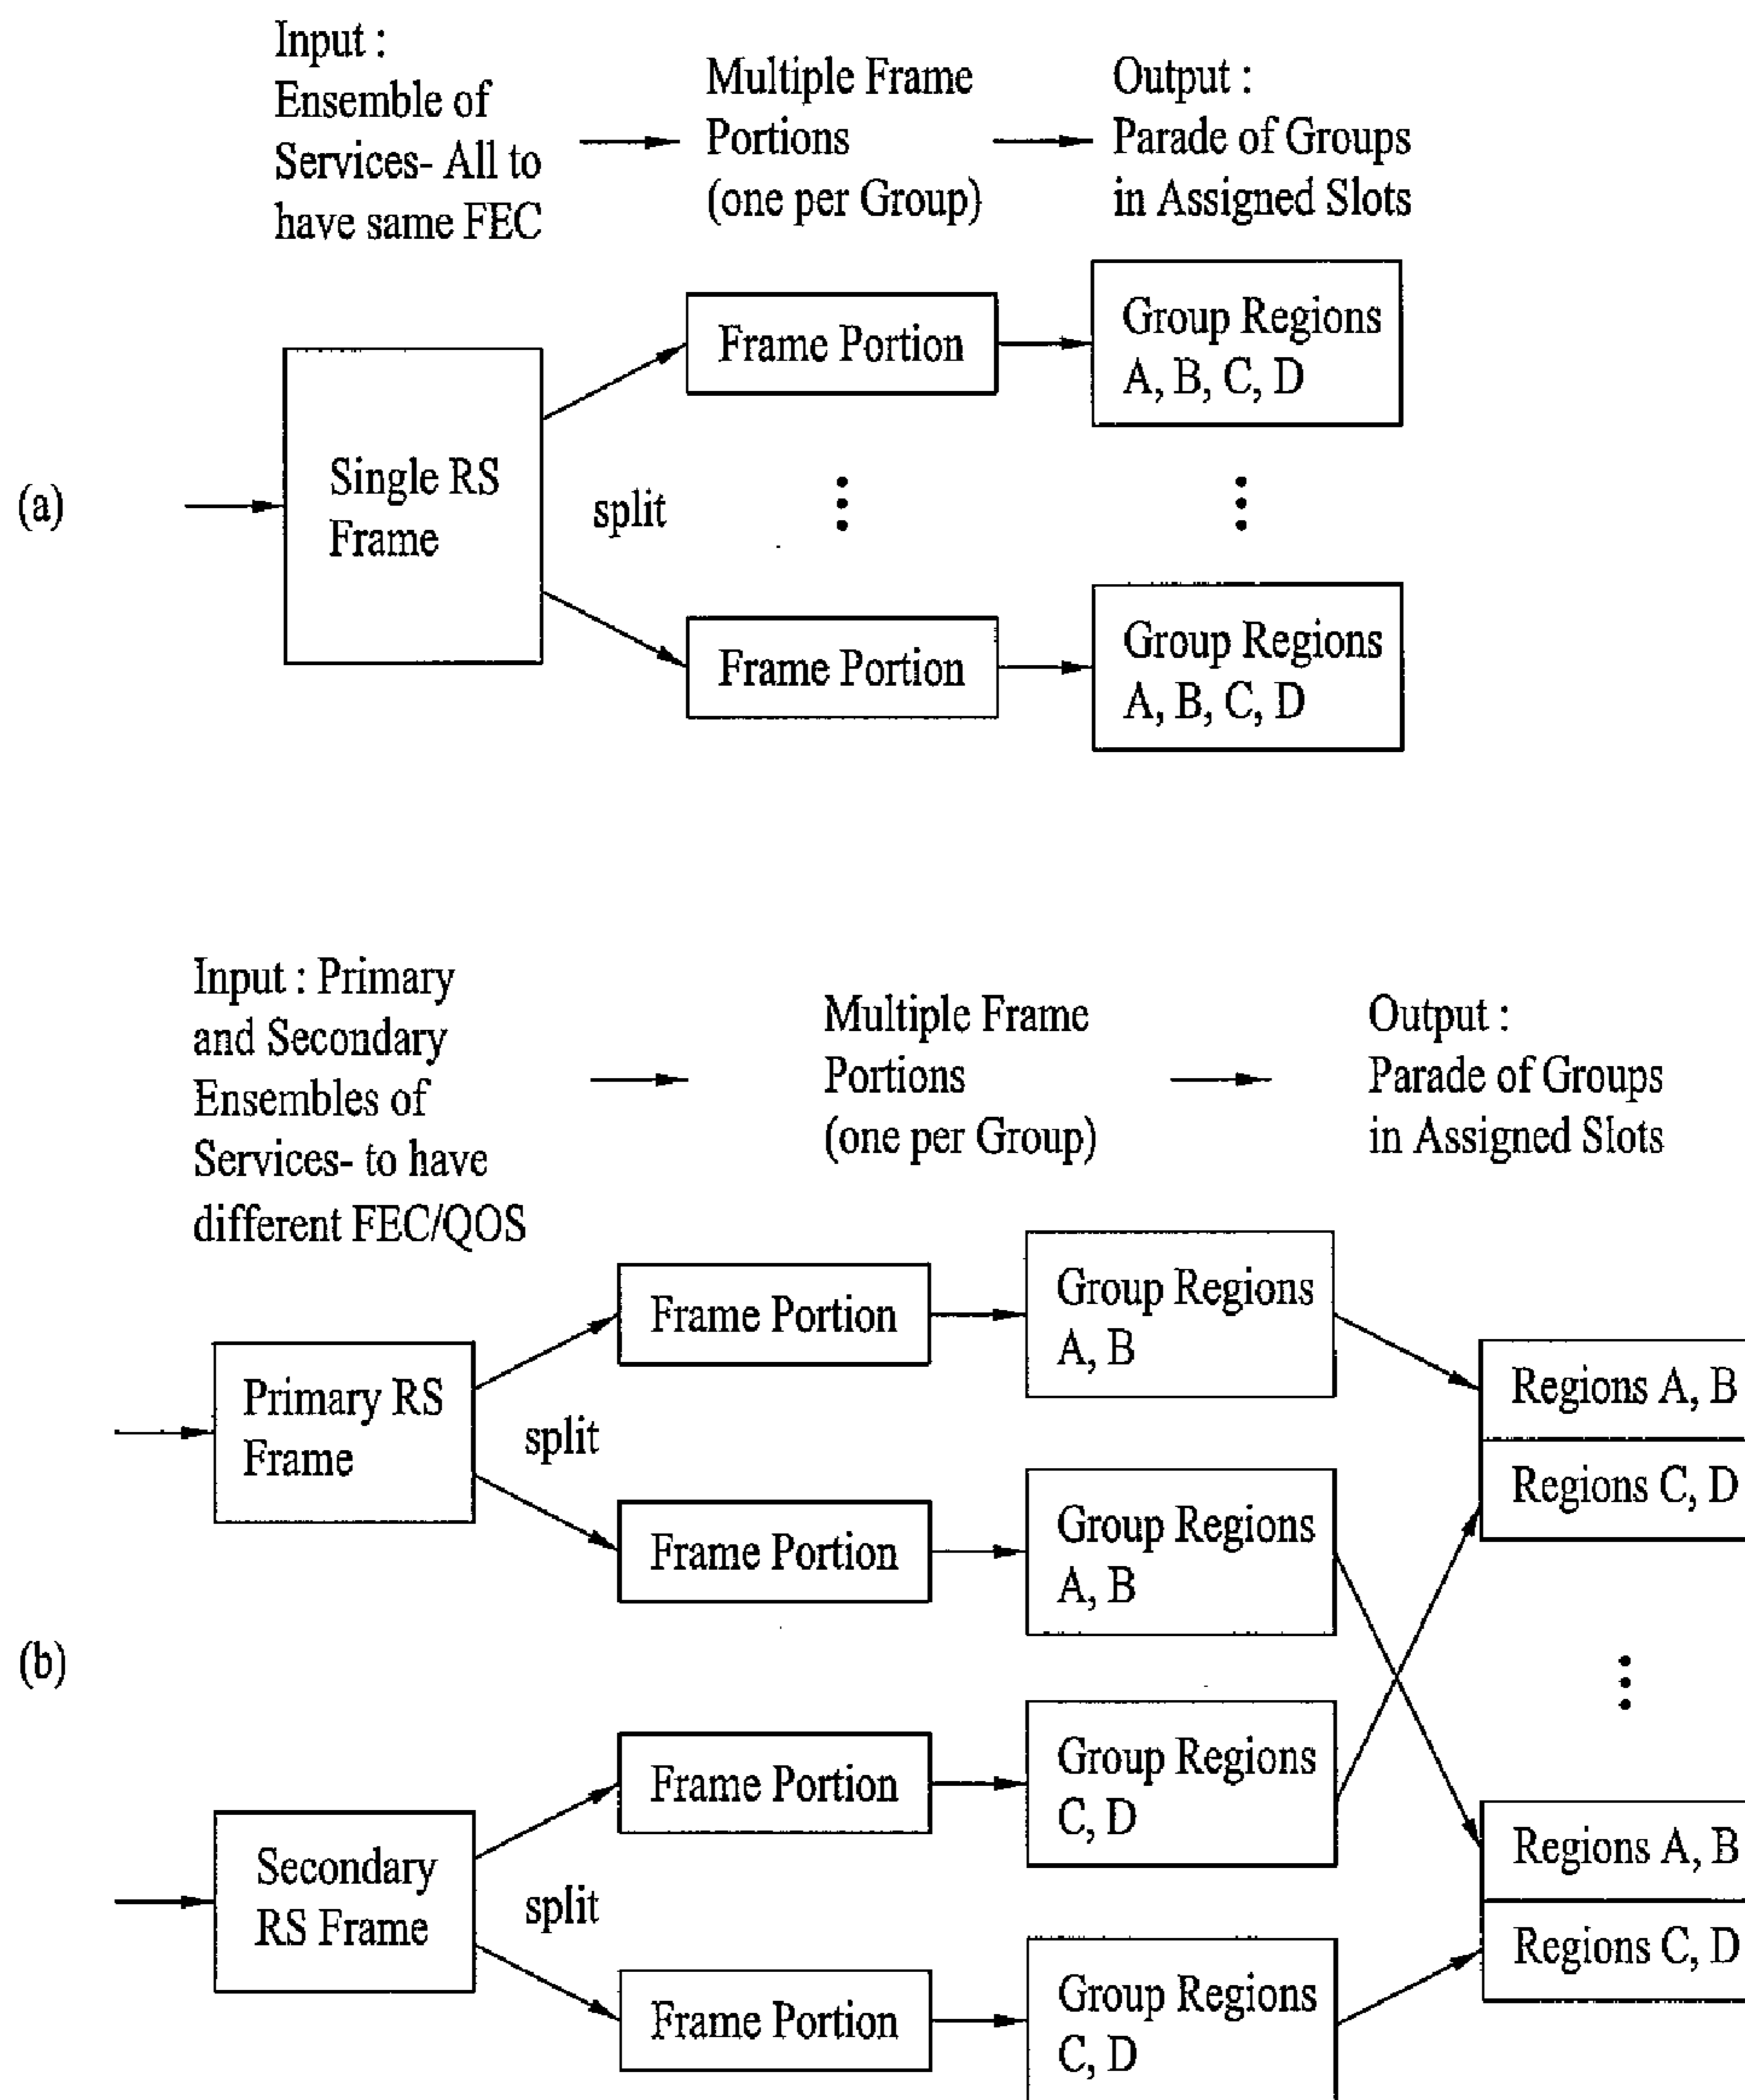 Input :
Ensemble of
Services- All to
have same FEC
Multiple Frame
Portions
(one per Group)
Output :
Parade of Groups
in Assigned Slots
(a)
Single RS
Frame
split
Frame Portion
Group Regions
A, B, C, D
Frame Portion
Group Regions
A, B, C, D
Input : Primary
and Secondary
Ensembles of
Services- to have
different FEC/QOS
Multiple Frame
Portions
(one per Group)
Output :
Parade of Groups
in Assigned Slots
(b)
Primary RS
Frame
split
Frame Portion
Group Regions
A, B
Frame Portion
Group Regions
A, B
Regions A, B
Regions C, D
Secondary
RS Frame
split
Frame Portion
Group Regions
C, D
Frame Portion
Group Regions
C, D
Regions A, B
Regions C, D